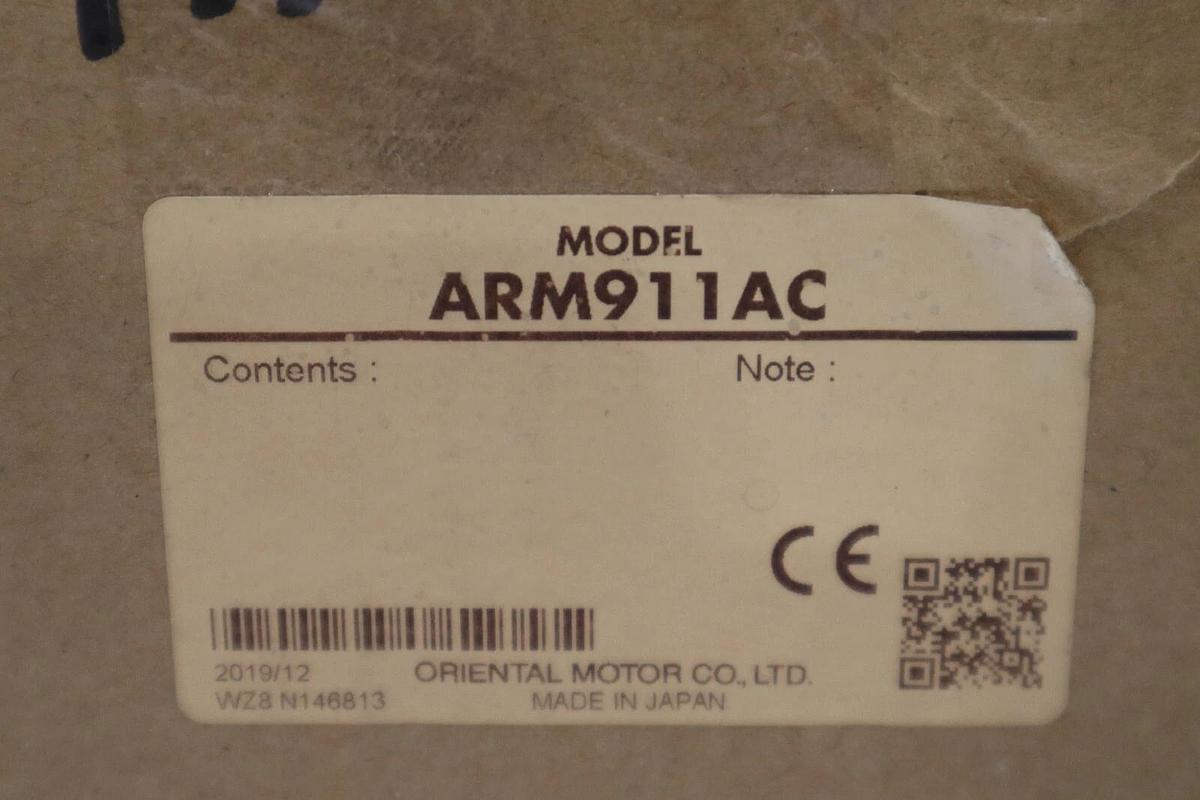 MODEL
ARM911AC
Contents :
Note :
CE
2019/12
ORIENTAL MOTOR CO., LTD.
WZ8 N146813
MADE IN JAPAN